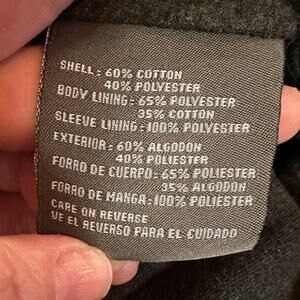 SHELL: 60% COTTON
40% POLYESTER
BODY LINING: 65% POLYESTER
35% COTTON
SLEEVE LINING: 100% POLYESTER
EXTERIOR: 60% ALGODON
40% POLIESTER
FORRO DE CUERPO: 65% POLIESTER
35% ALGODON
FORRO DE MANGA: 100% POLIESTER
CARE ON REVERSE
VE EL REVERSO PARA EL CUIDADO